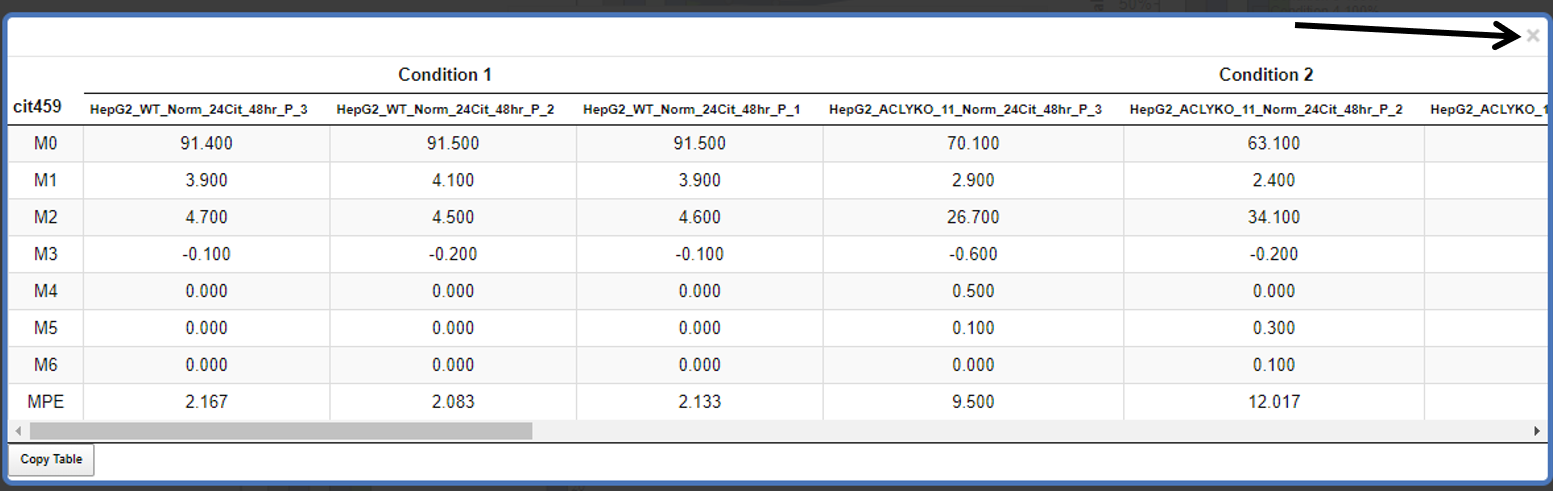 50%
Condition 1 100%
×
Condition 1 Condition 2
cit459 HepG2_WT_Norm_24Cit_48hr_P_3 HepG2_WT_Norm_24Cit_48hr_P_2 HepG2_WT_Norm_24Cit_48hr_P_1 HepG2_ACLYKO_11_Norm_24Cit_48hr_P_3 HepG2_ACLYKO_11_Norm_24Cit_48hr_P_2 HepG2_ACLYKO_1
M0 91.400 91.500 91.500 70.100 63.100
M1 3.900 4.100 3.900 2.900 2.400
M2 4.700 4.500 4.600 26.700 34.100
M3 -0.100 -0.200 -0.100 -0.600 -0.200
M4 0.000 0.000 0.000 0.500 0.000
M5 0.000 0.000 0.000 0.100 0.300
M6 0.000 0.000 0.000 0.000 0.100
MPE 2.167 2.083 2.133 9.500 12.017
Copy Table